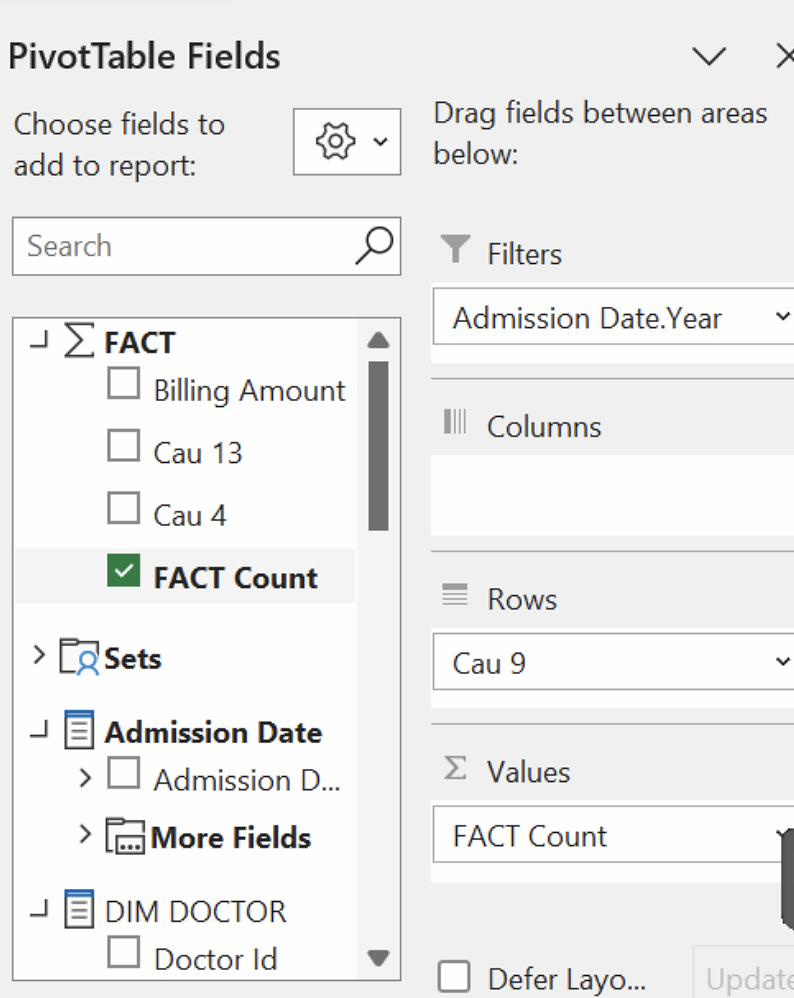 PivotTable Fields
Choose fields to
add to report:
Search
FACT
Billing Amount
Cau 13
Cau 4
FACT Count
Sets
Admission Date
Admission D...
More Fields
DIM DOCTOR
Doctor Id
Drag fields between areas
below:
Filters
Admission Date.Year
Columns
Rows
Cau 9
Values
FACT Count
Defer Layo...
Update